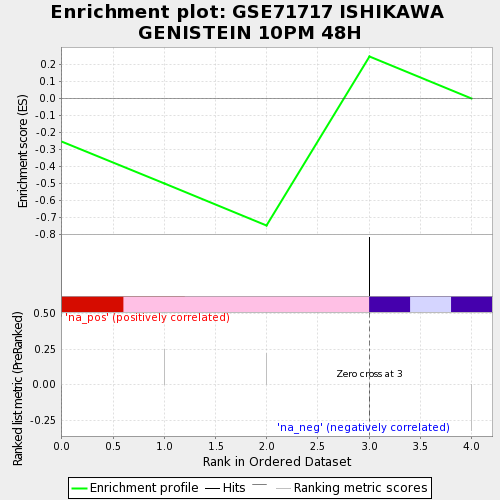 Enrichment plot: GSE71717 ISHIKAWA
GENISTEIN 10PM 48H
Enrichment score (ES)
0.2
0.1
0.0
-0.1
-0.2
-0.3
-0.4
-0.5
-0.6
-0.7
-0.8
Ranked list metric (PreRanked)
0.50
0.25
0.00
-0.25
'na_pos' (positively correlated)
Zero cross at 3
'na_neg' (negatively correlated)
0.0 0.5 1.0 1.5 2.0 2.5 3.0 3.5 4.0
Rank in Ordered Dataset
Enrichment profile Hits Ranking metric scores